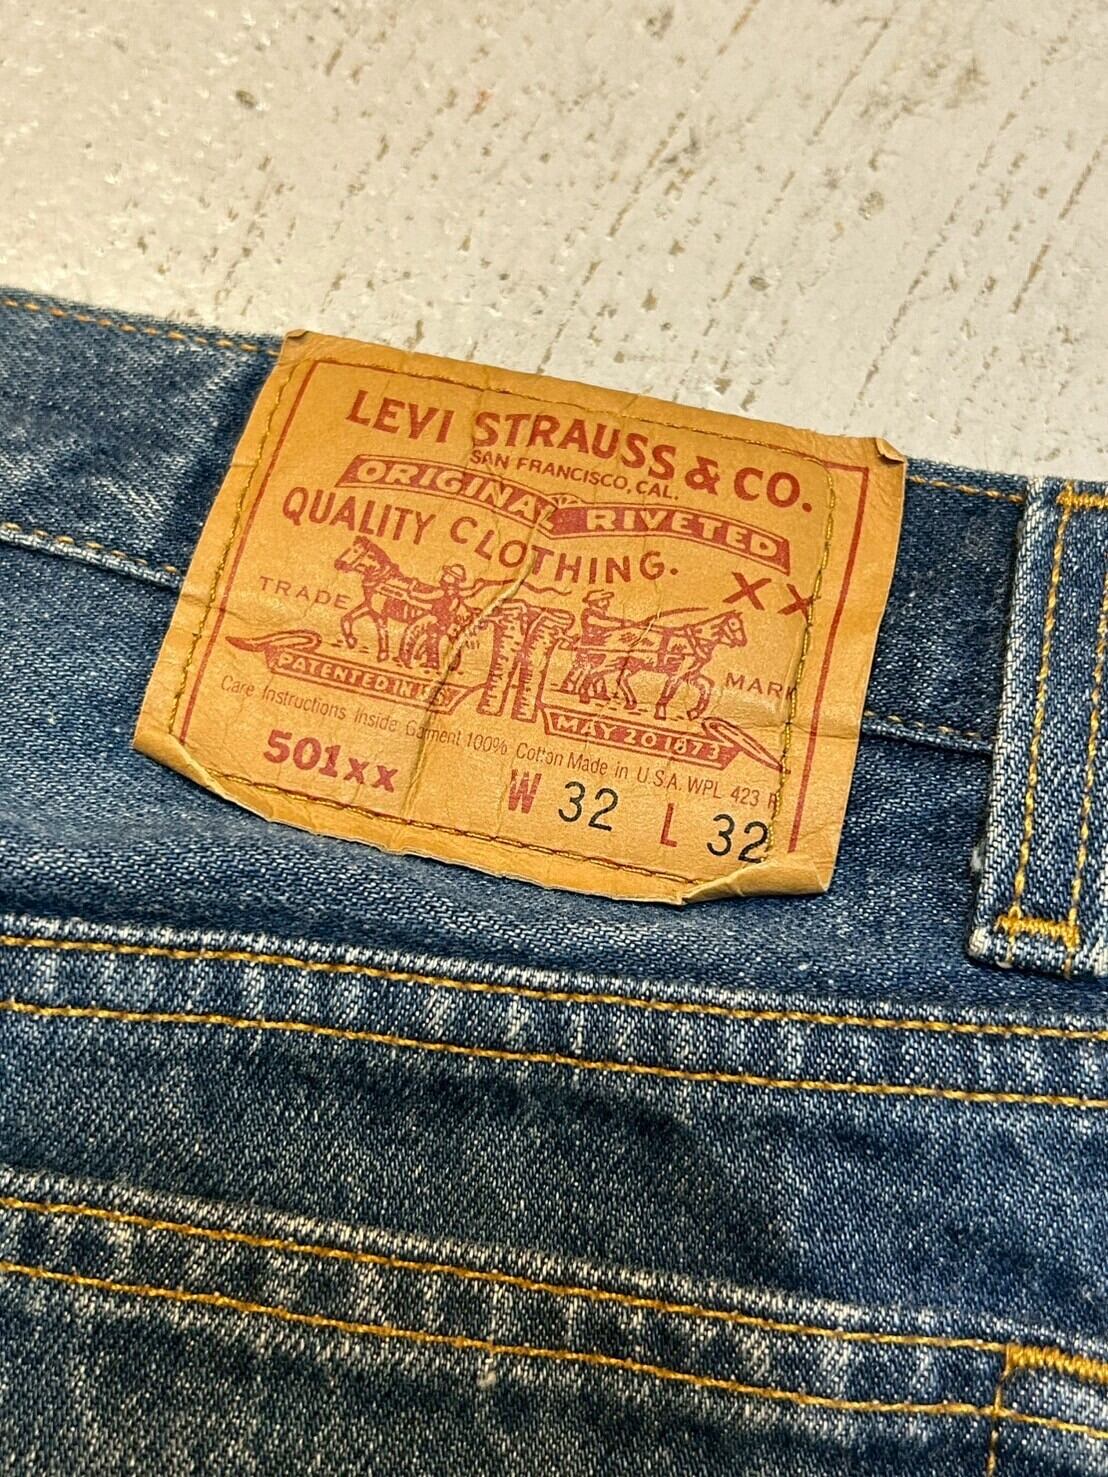 LEVI STRAUSS & CO.
SAN FRANCISCO, CAL.
ORIGINAL RIVETED
QUALITY CLOTHING.
XX
TRADE MARK
PATENTED IN U.S.
MAY 20 1873
Care Instructions Inside Garment 100% Cotton Made in U.S.A. WPL 423
501xx W 32 L 32